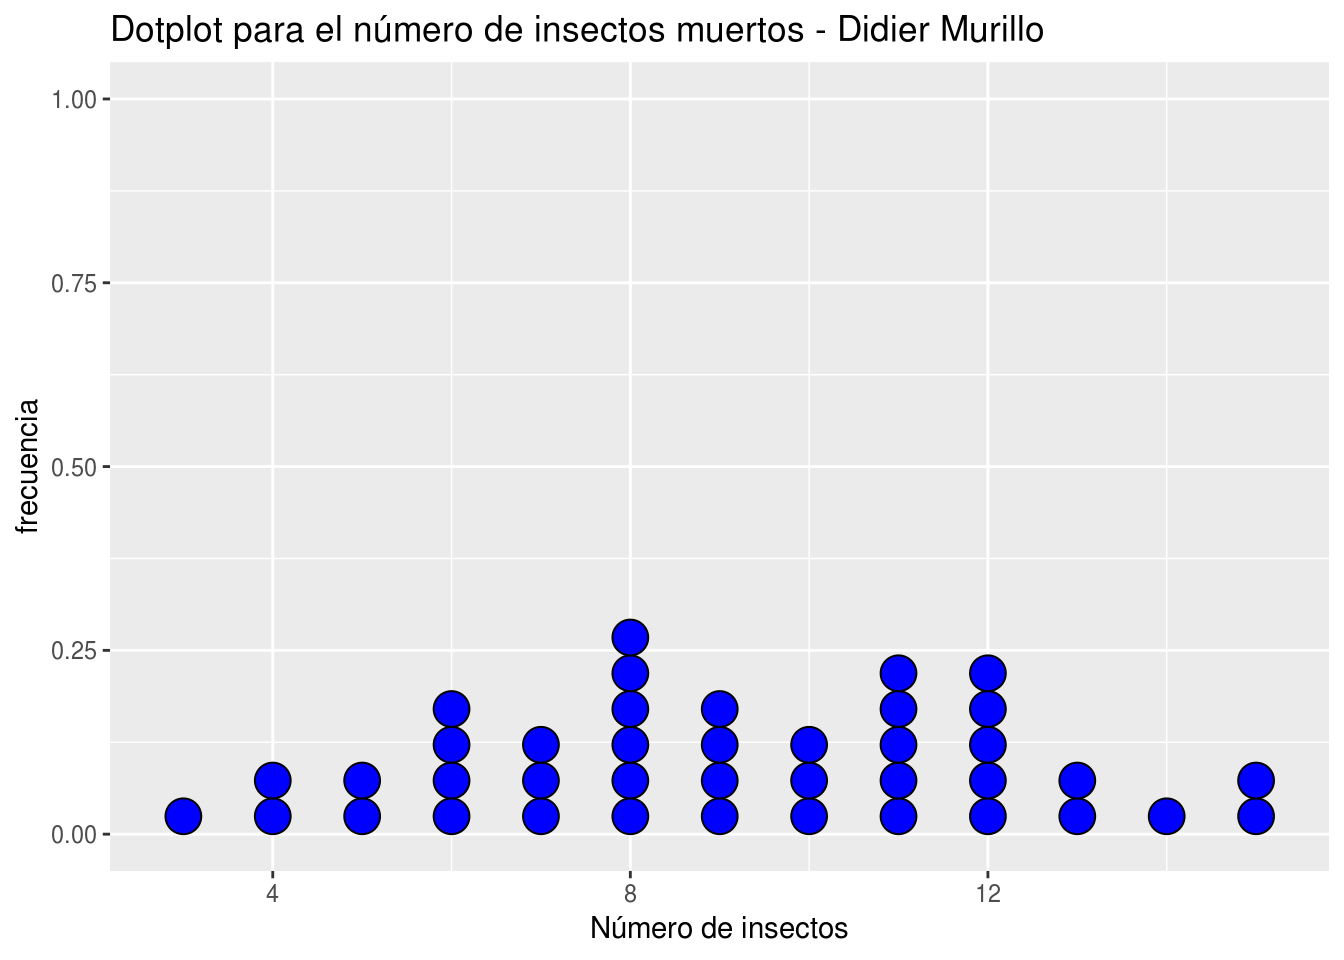 Dotplot para el número de insectos muertos - Didier Murillo
1.00
0.75
0.50
0.25
0.00
frecuencia
4 8 12
Número de insectos